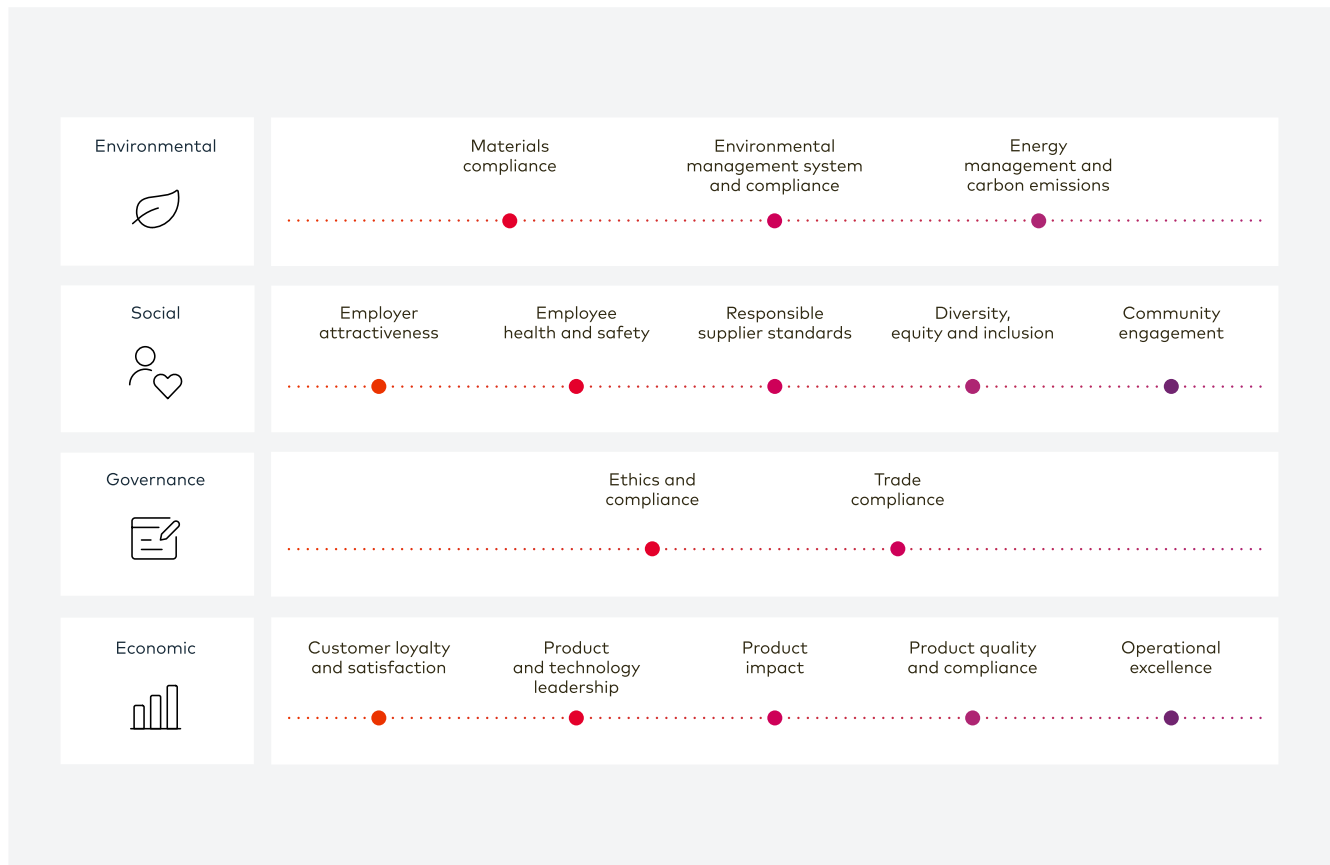 Environmental
Materials
compliance
Environmental
management system
and compliance
Energy
management and
carbon emissions
Social
Employer
attractiveness
Employee
health and safety
Responsible
supplier standards
Diversity,
equity and inclusion
Community
engagement
Governance
Ethics and
compliance
Trade
compliance
Economic
Customer loyalty
and satisfaction
Product
and technology
leadership
Product
impact
Product quality
and compliance
Operational
excellence